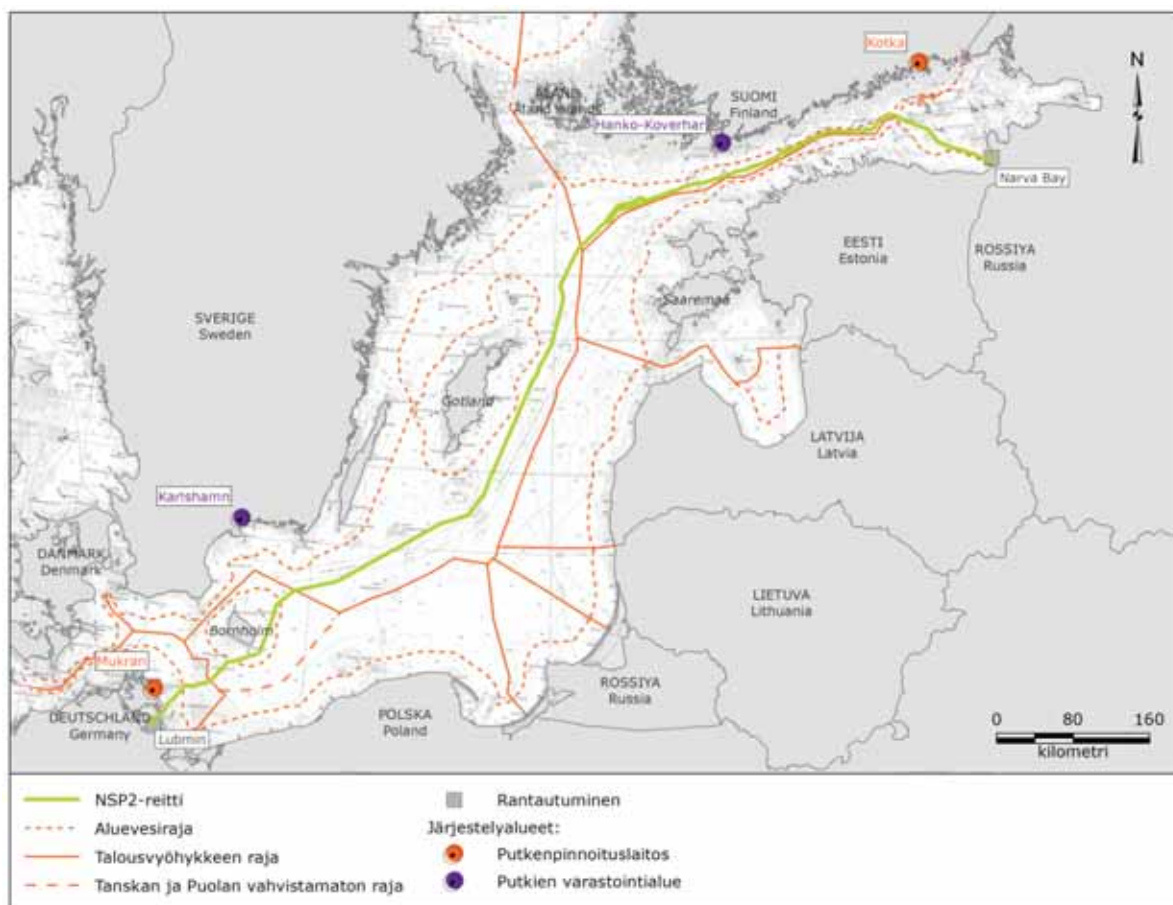 Kotka
N
ÅLAND
Åland Islands
SUOMI
Finland
Hanko-Koverhar
Narva Bay
EESTI
Estonia
ROSSIYA
Russia
Saaremaa
SVERIGE
Sweden
Gotland
LATVIJA
Latvia
Karlshamn
DANMARK
Denmark
LIETUVA
Lithuania
Bornholm
Mukran
ROSSIYA
Russia
DEUTSCHLAND
Germany
Lubmin
POLSKA
Poland
0 80 160
kilometri
NSP2-reitti
Aluevesiraja
Talousvyöhykkeen raja
Tanskan ja Puolan vahvistamaton raja
Rantautuminen
Järjestelyalueet:
Putkenpinnoituslaitos
Putkien varastointialue